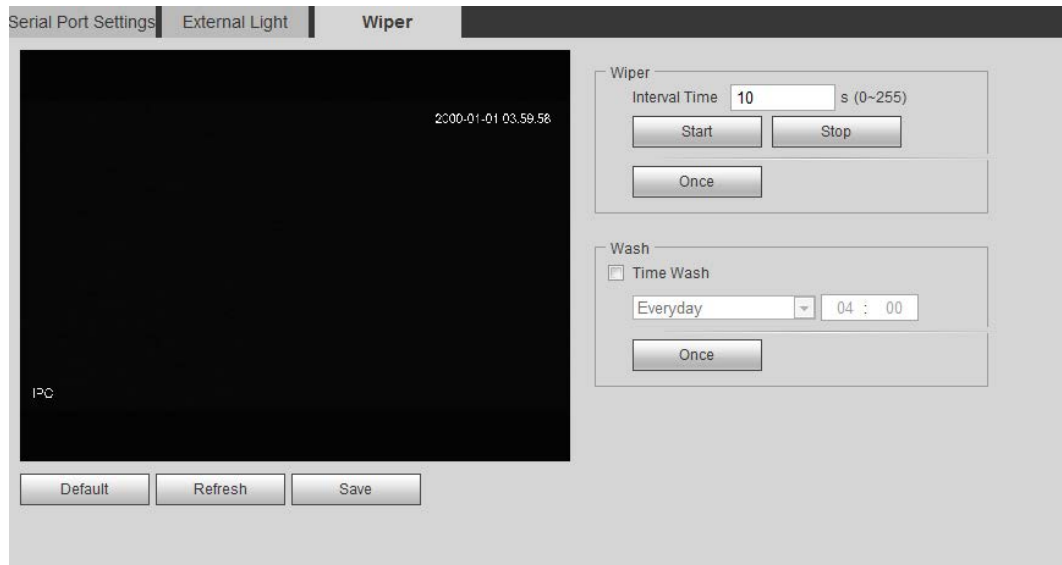 Serial Port Settings External Light Wiper
2000-01-01 03:59:58
IPC
Wiper
Interval Time 10 s (0~255)
Start Stop
Once
Wash
Time Wash
Everyday 04 : 00
Once
Default Refresh Save